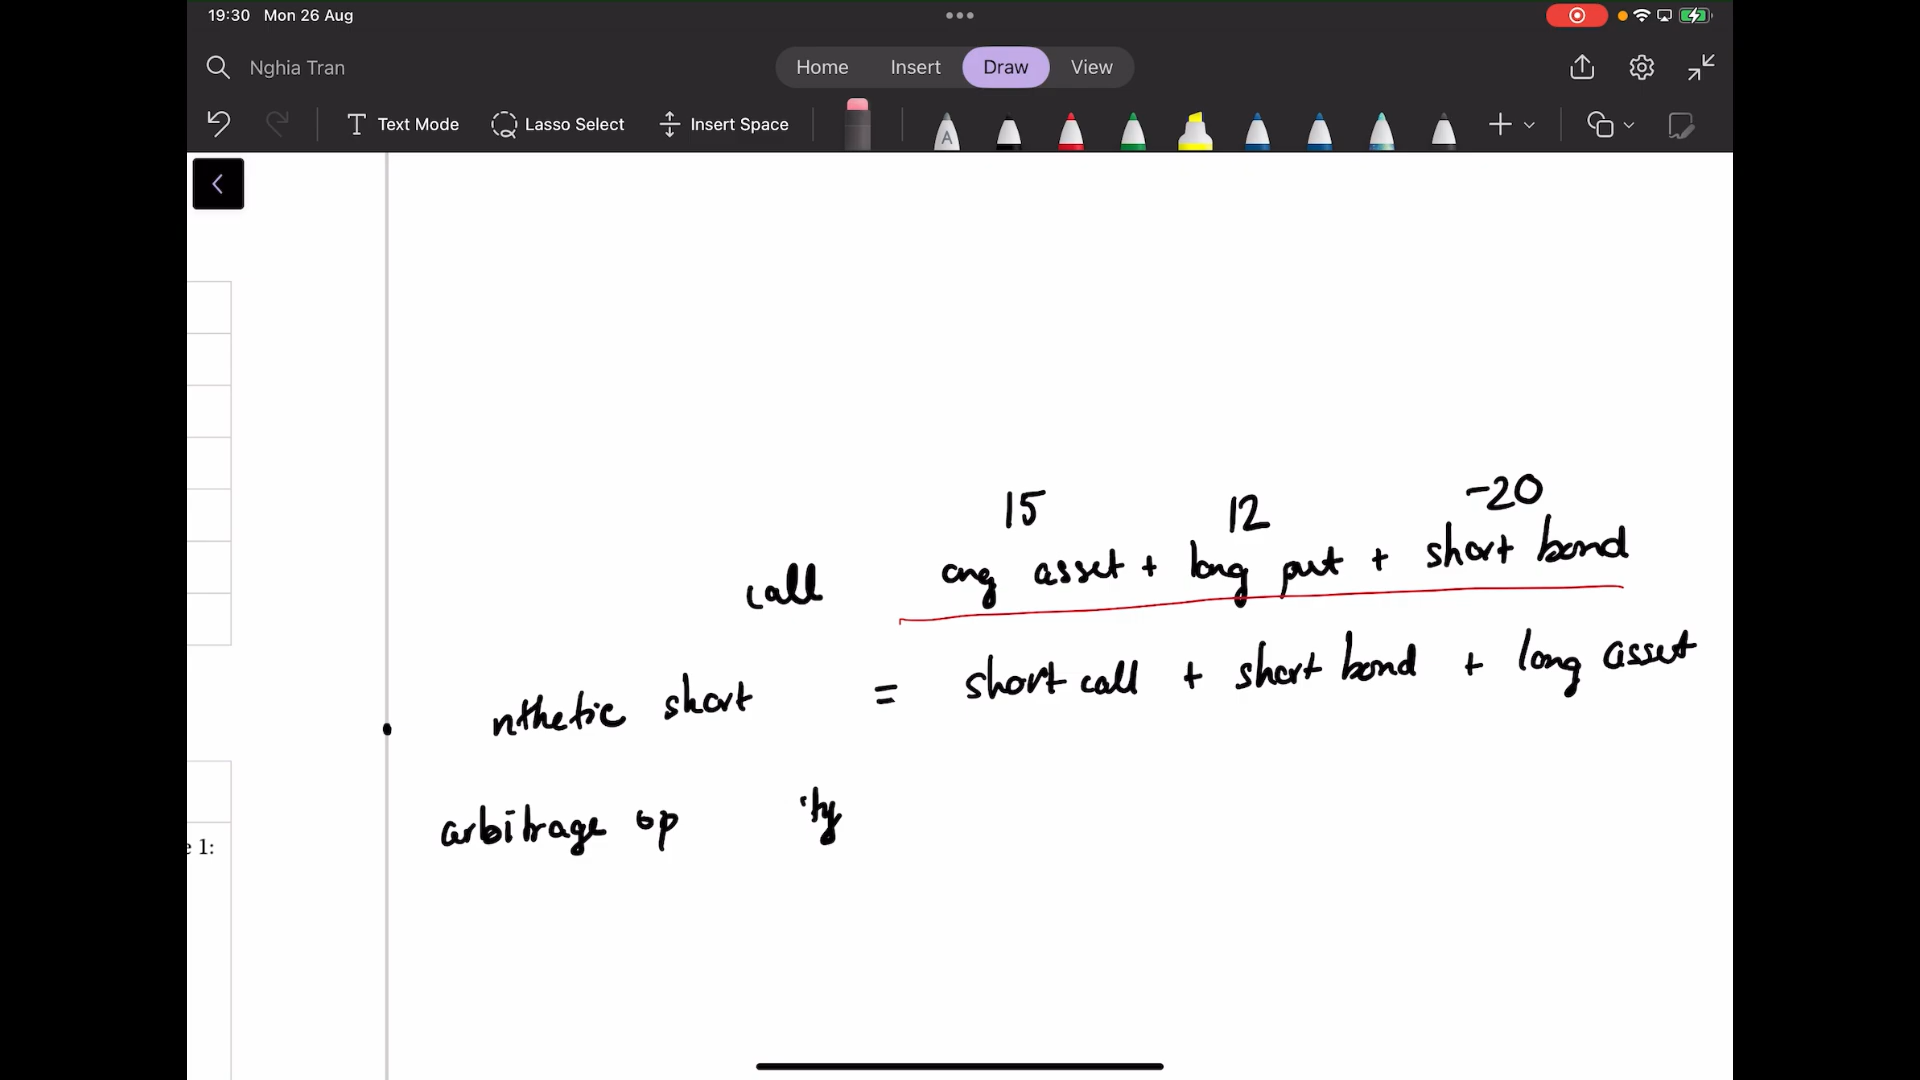 19:30 Mon 26 Aug
Nghia Tran
Home Insert Draw View
Text Mode Lasso Select Insert Space
A
15 12 -20
call ong asset + long put + short bond
nthetic short = short call + short bond + long asset
arbitrage op ity
e 1: